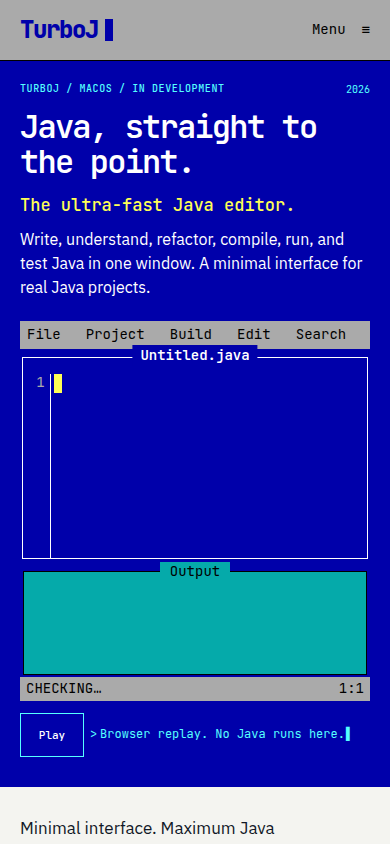 TurboJ
Menu ≡
TURBOJ / MACOS / IN DEVELOPMENT 2026
Java, straight to
the point.
The ultra-fast Java editor.
Write, understand, refactor, compile, run, and
test Java in one window. A minimal interface for
real Java projects.
File Project Build Edit Search
Untitled.java
1
Output
CHECKING… 1:1
Play > Browser replay. No Java runs here.
Minimal interface. Maximum Java